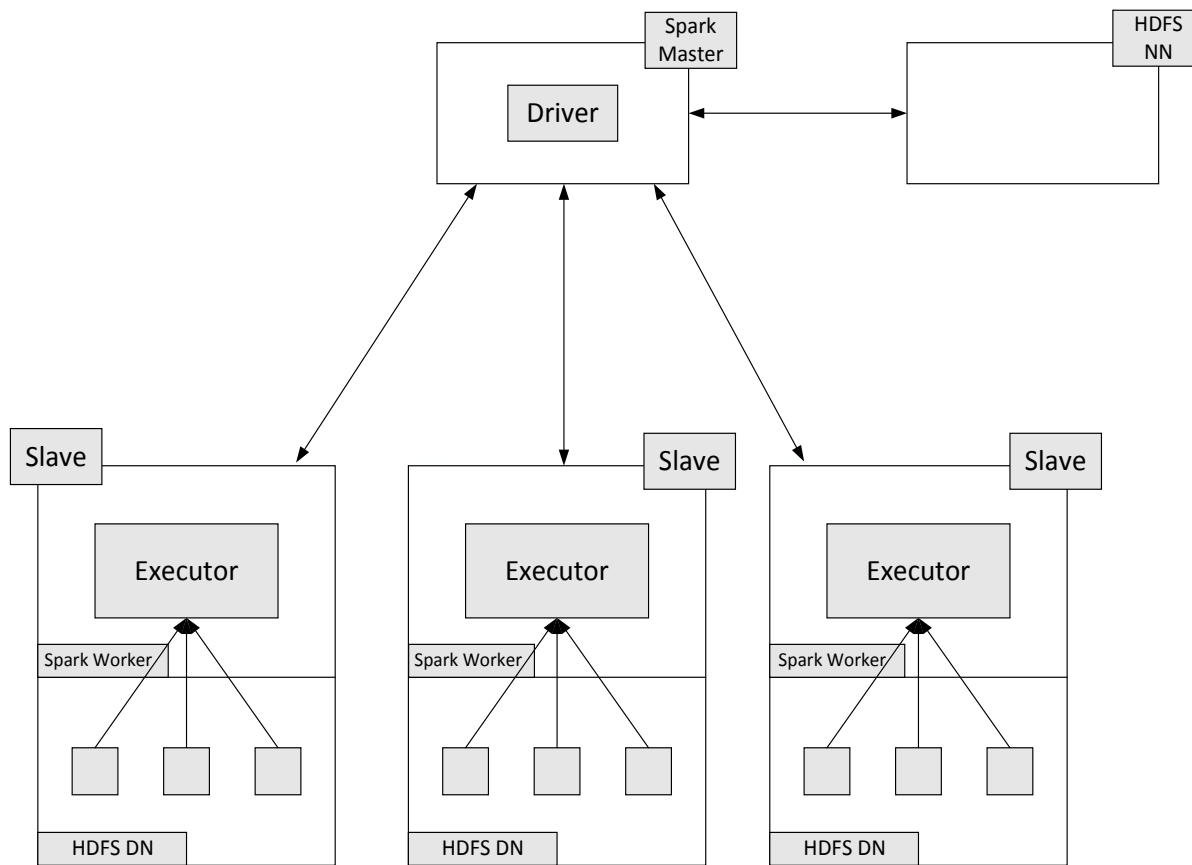 Spark
Master
HDFS
NN
Driver
Slave
Slave
Slave
Executor
Executor
Executor
Spark Worker
Spark Worker
Spark Worker
HDFS DN
HDFS DN
HDFS DN